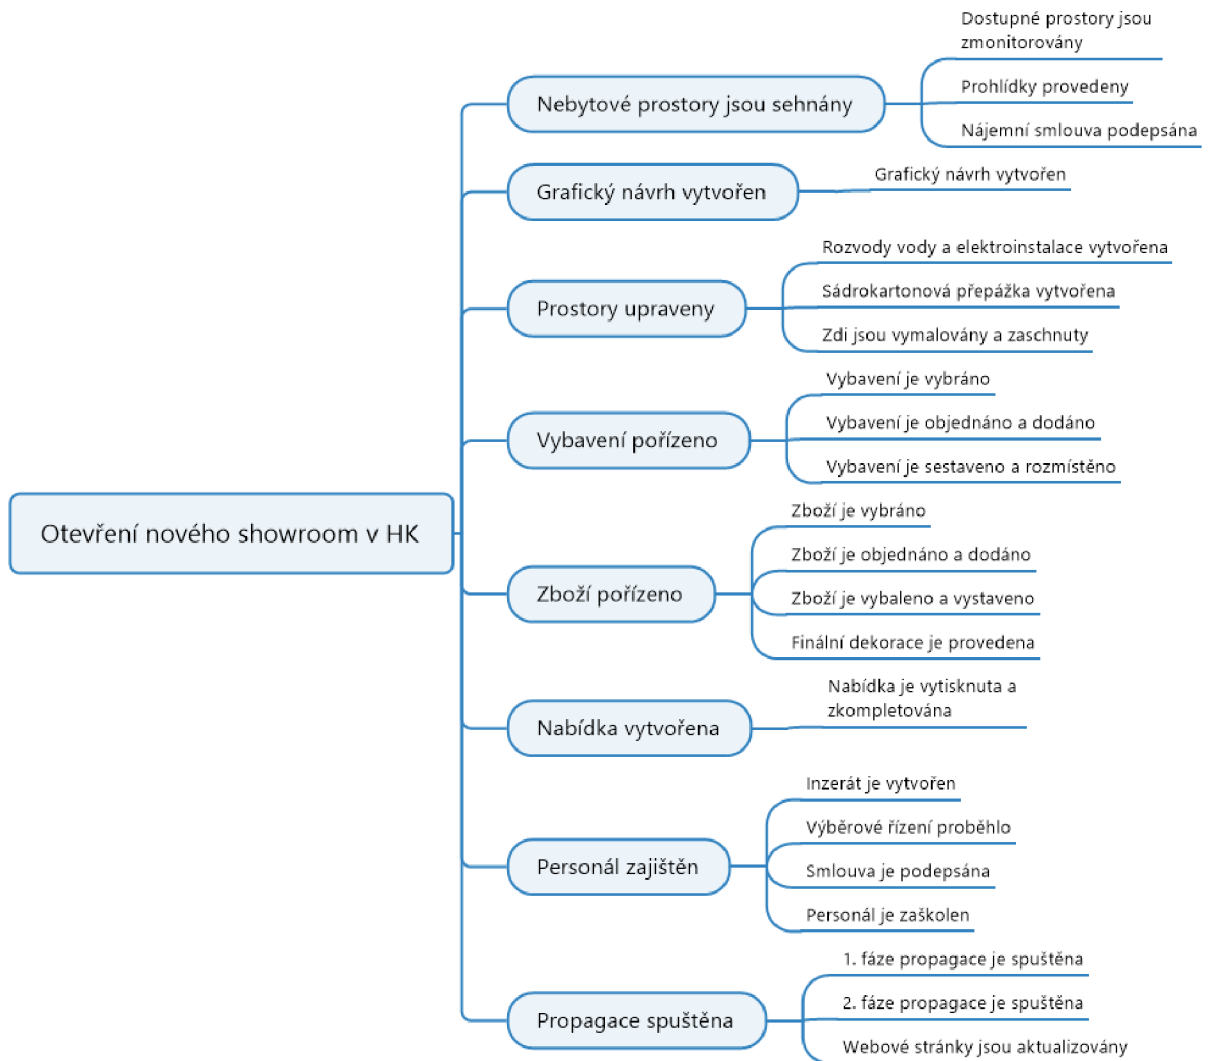 Otevření nového showroom v HK
Nebytové prostory jsou sehnány
Dostupné prostory jsou
zmonitorovány
Prohlídky provedeny
Nájemní smlouva podepsána
Grafický návrh vytvořen
Grafický návrh vytvořen
Prostory upraveny
Rozvody vody a elektroinstalace vytvořena
Sádrokartonová přepážka vytvořena
Zdi jsou vymalovány a zaschnuty
Vybavení pořízeno
Vybavení je vybráno
Vybavení je objednáno a dodáno
Vybavení je sestaveno a rozmístěno
Zboží pořízeno
Zboží je vybráno
Zboží je objednáno a dodáno
Zboží je vybaleno a vystaveno
Finální dekorace je provedena
Nabídka vytvořena
Nabídka je vytisknuta a
zkompletována
Personál zajištěn
Inzerát je vytvořen
Výběrové řízení proběhlo
Smlouva je podepsána
Personál je zaškolen
Propagace spuštěna
1. fáze propagace je spuštěna
2. fáze propagace je spuštěna
Webové stránky jsou aktualizovány